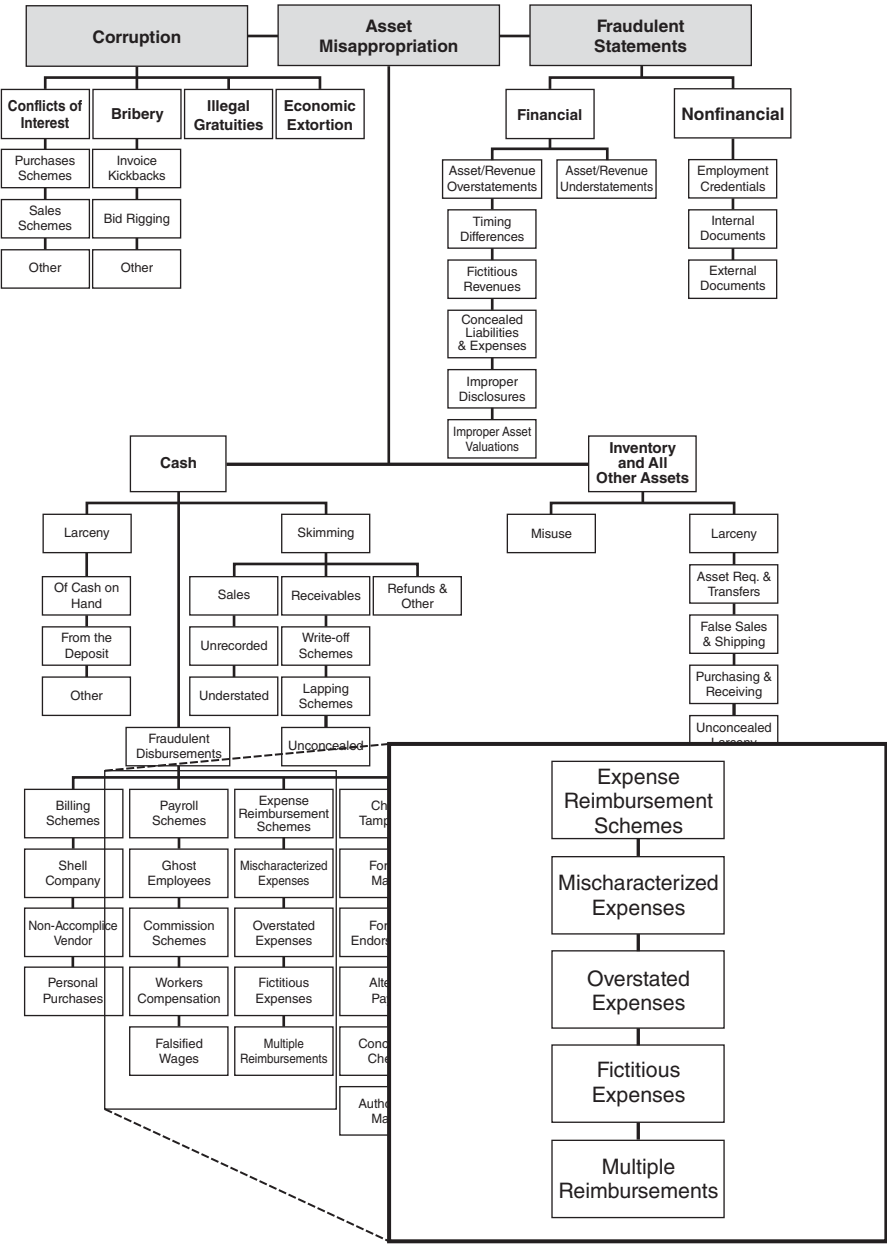 Corruption
Asset
Misappropriation
Fraudulent
Statements
Conflicts of
Interest
Bribery
Illegal
Gratuities
Economic
Extortion
Financial
Nonfinancial
Purchases
Schemes
Sales
Schemes
Other
Invoice
Kickbacks
Bid Rigging
Other
Asset/Revenue
Overstatements
Asset/Revenue
Understatements
Timing
Differences
Fictitious
Revenues
Concealed
Liabilities
& Expenses
Improper
Disclosures
Improper Asset
Valuations
Employment
Credentials
Internal
Documents
External
Documents
Cash
Inventory
and All
Other Assets
Larceny
Of Cash on
Hand
From the
Deposit
Other
Skimming
Sales
Unrecorded
Understated
Receivables
Write-off
Schemes
Lapping
Schemes
Unconcealed
Refunds &
Other
Misuse
Larceny
Asset Req. &
Transfers
False Sales
& Shipping
Purchasing &
Receiving
Unconcealed
Larceny
Fraudulent
Disbursements
Billing
Schemes
Shell
Company
Non-Accomplice
Vendor
Personal
Purchases
Payroll
Schemes
Ghost
Employees
Commission
Schemes
Workers
Compensation
Falsified
Wages
Expense
Reimbursement
Schemes
Mischaracterized
Expenses
Overstated
Expenses
Fictitious
Expenses
Multiple
Reimbursements
Expense
Reimbursement
Schemes
Mischaracterized
Expenses
Overstated
Expenses
Fictitious
Expenses
Multiple
Reimbursements